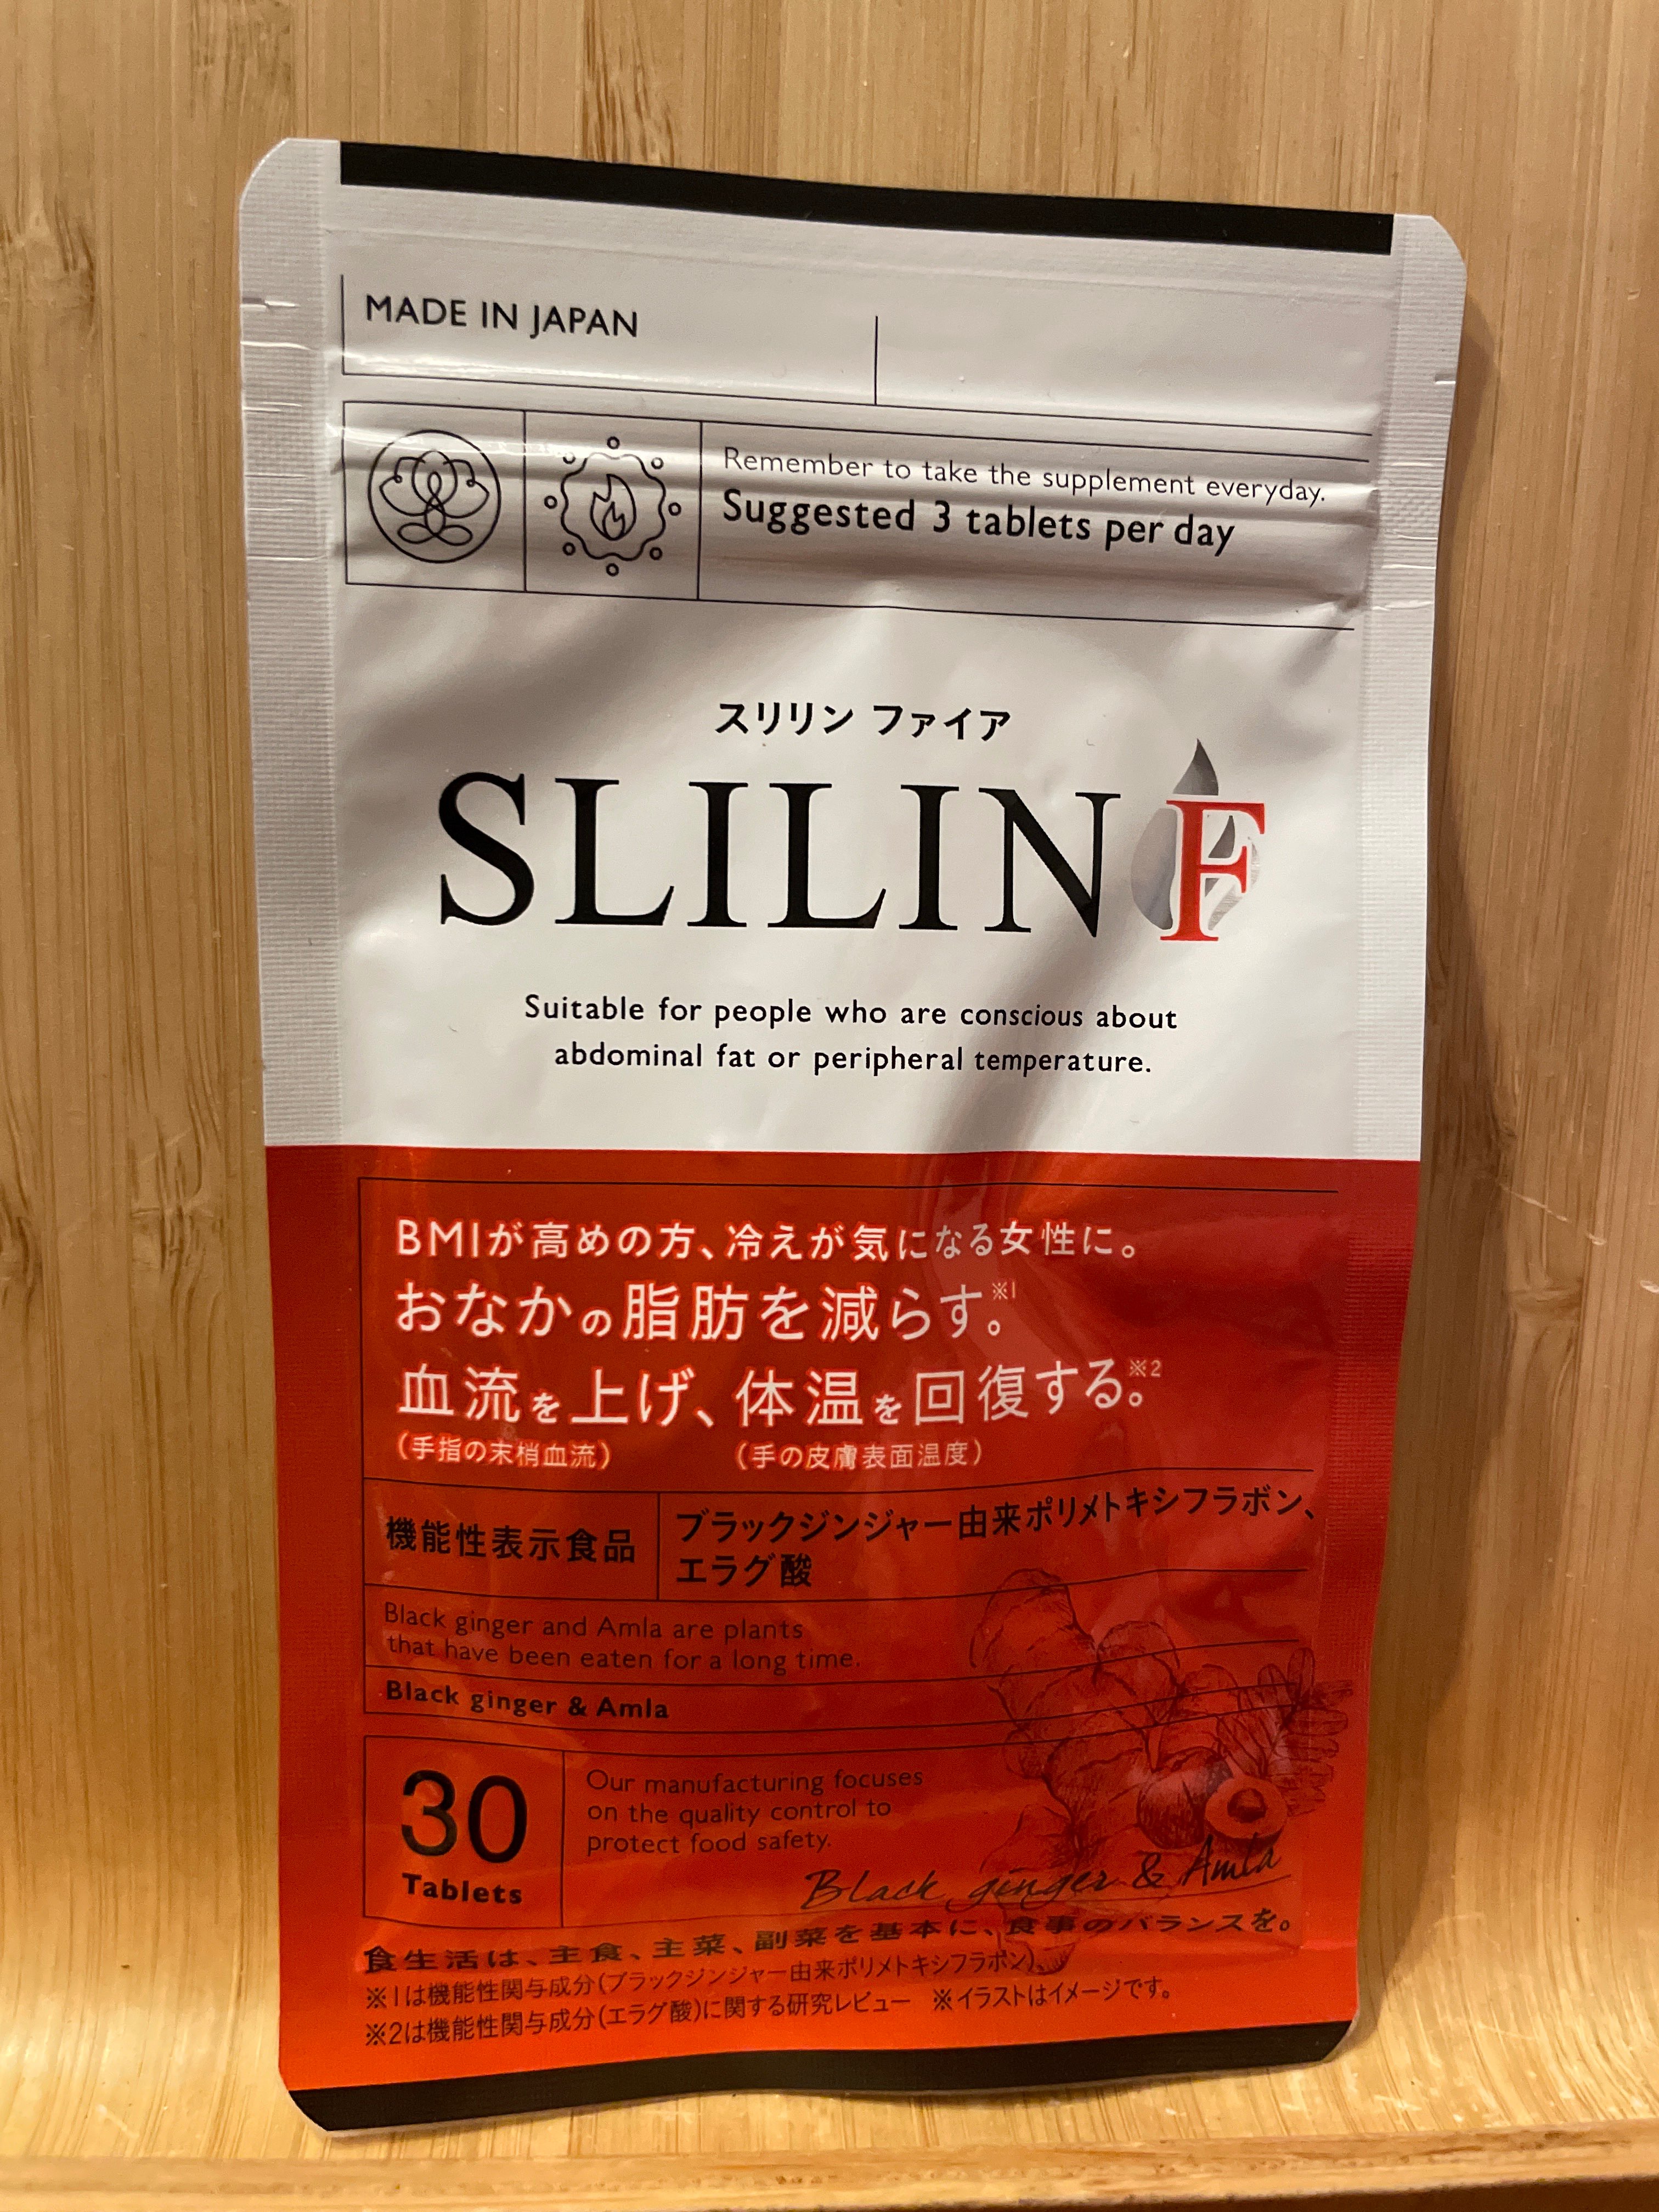 MADE IN JAPAN
Remember to take the supplement everyday.
Suggested 3 tablets per day
スリリン ファイア
SLILIN F
Suitable for people who are conscious about
abdominal fat or peripheral temperature.
BMIが高めの方、冷えが気になる女性に。
おなかの脂肪を減らす。※1
血流を上げ、体温を回復する。※2
(手指の末梢血流) (手の皮膚表面温度)
機能性表示食品
ブラックジンジャー由来ポリメトキシフラボン、
エラグ酸
Black ginger and Amla are plants
that have been eaten for a long time.
Black ginger & Amla
30
Tablets
Our manufacturing focuses
on the quality control to
protect food safety.
Black ginger & Amla
食生活は、主食、主菜、副菜を基本に、食事のバランスを。
※1は機能性関与成分(ブラックジンジャー由来ポリメトキシフラボン)、
※2は機能性関与成分(エラグ酸)に関する研究レビュー ※イラストはイメージです。